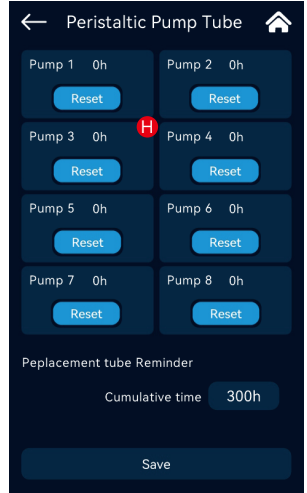 Peristaltic Pump Tube
Pump 1 0h
Pump 2 0h
Reset
Reset
H
Pump 3 0h
Pump 4 0h
Reset
Reset
Pump 5 0h
Pump 6 0h
Reset
Reset
Pump 7 0h
Pump 8 0h
Reset
Reset
Peplacement tube Reminder
Cumulative time 300h
Save